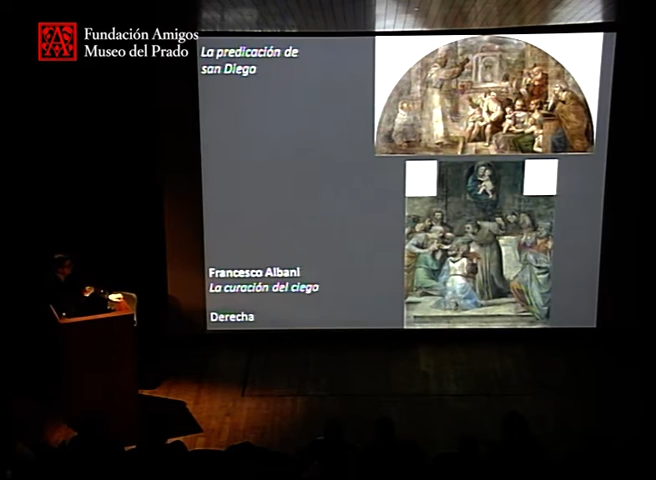 Fundación Amigos
Museo del Prado
La predicación de
san Diego
Francesco Albani
La curación del ciego
Derecha